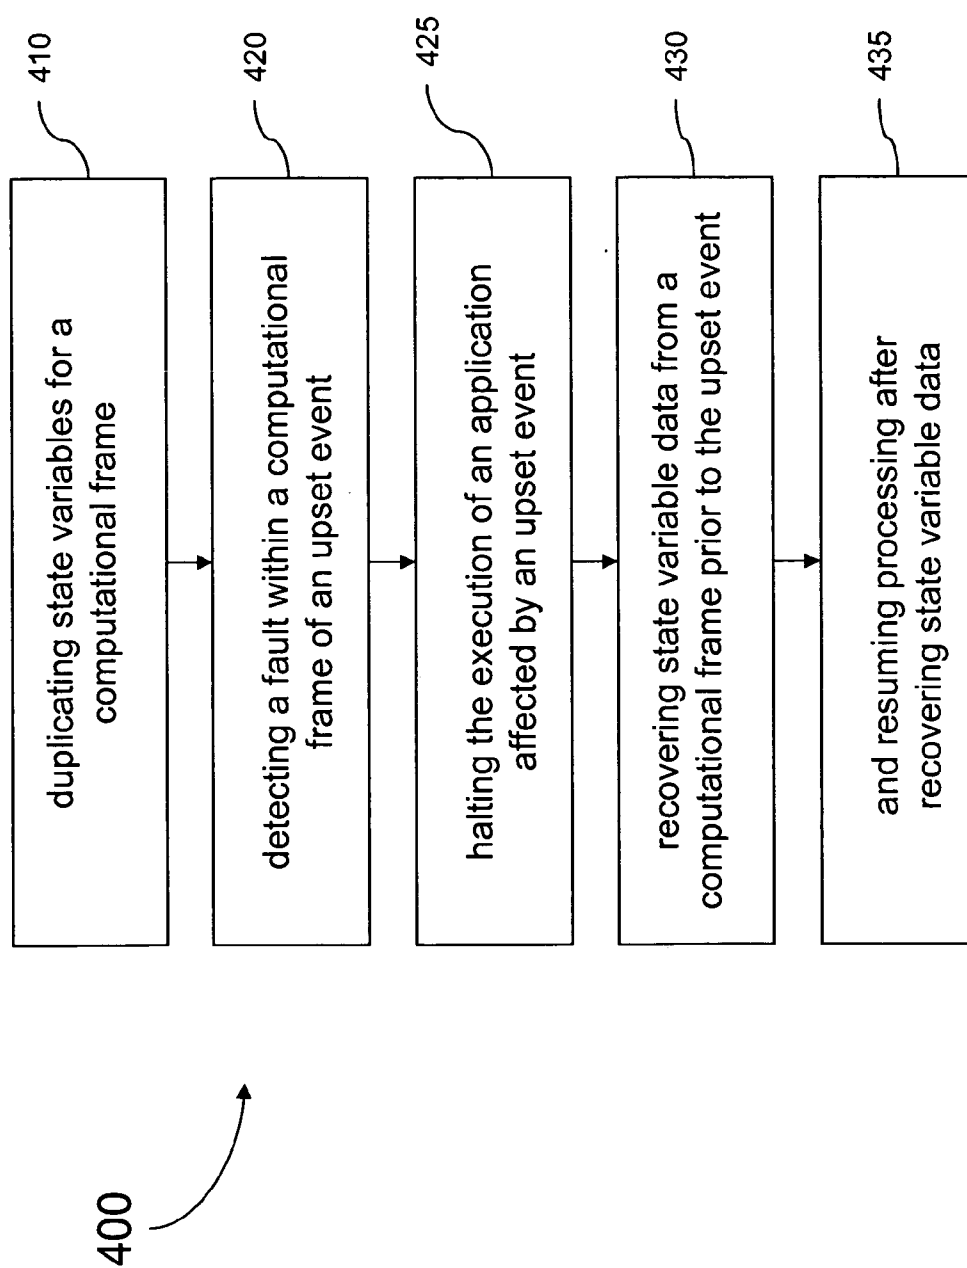 410
duplicating state variables for a
computational frame
420
detecting a fault within a computational
frame of an upset event
425
halting the execution of an application
affected by an upset event
430
recovering state variable data from a
computational frame prior to the upset event
435
and resuming processing after
recovering state variable data
400